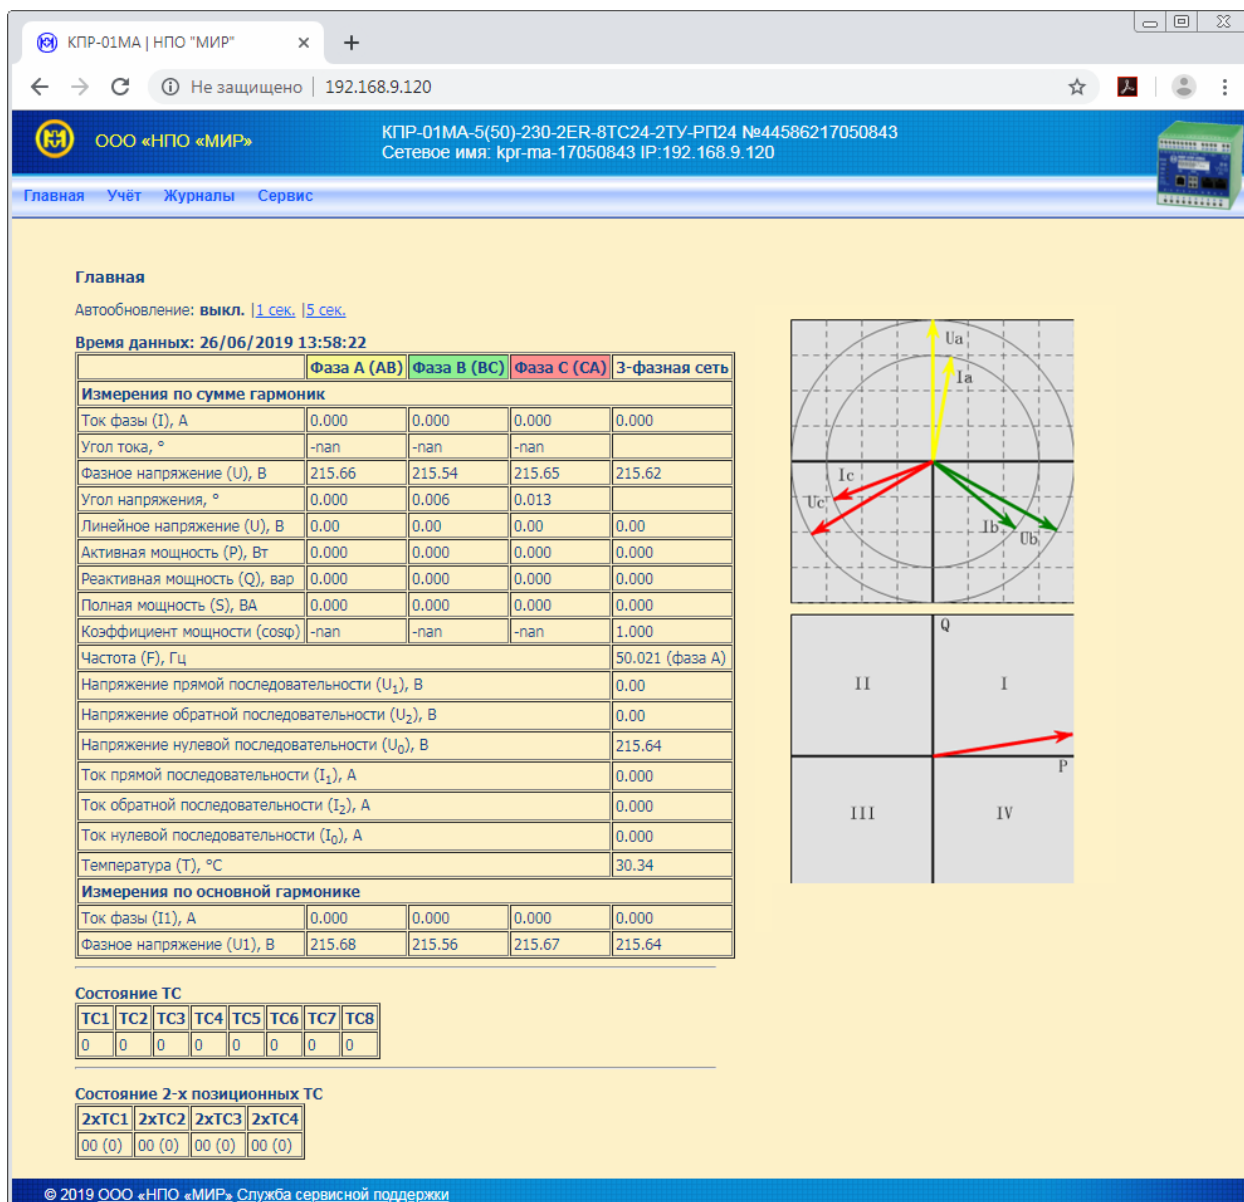 КПР-01МА | НПО "МИР"
Не защищено | 192.168.9.120
ООО «НПО «МИР»
КПР-01МА-5(50)-230-2ER-8ТС24-2ТУ-РП24 №44586217050843
Сетевое имя: kpr-ma-17050843 IP:192.168.9.120
Главная Учёт Журналы Сервис
Главная
Автообновление: выкл. |1 сек. |5 сек.
Время данных: 26/06/2019 13:58:22
Фаза А (АВ) Фаза В (ВС) Фаза С (СА) 3-фазная сеть
Измерения по сумме гармоник
Ток фазы (I), А 0.000 0.000 0.000 0.000
Угол тока, ° -nan -nan -nan
Фазное напряжение (U), В 215.66 215.54 215.65 215.62
Угол напряжения, ° 0.000 0.006 0.013
Линейное напряжение (U), В 0.00 0.00 0.00 0.00
Активная мощность (P), Вт 0.000 0.000 0.000 0.000
Реактивная мощность (Q), вар 0.000 0.000 0.000 0.000
Полная мощность (S), ВА 0.000 0.000 0.000 0.000
Коэффициент мощности (cosφ) -nan -nan -nan 1.000
Частота (F), Гц 50.021 (фаза А)
Напряжение прямой последовательности (U1), В 0.00
Напряжение обратной последовательности (U2), В 0.00
Напряжение нулевой последовательности (U0), В 215.64
Ток прямой последовательности (I1), А 0.000
Ток обратной последовательности (I2), А 0.000
Ток нулевой последовательности (I0), А 0.000
Температура (T), °C 30.34
Измерения по основной гармонике
Ток фазы (I1), А 0.000 0.000 0.000 0.000
Фазное напряжение (U1), В 215.68 215.56 215.67 215.64
Ua
Ia
Ic
Uc
Ib
Ub
Q
II I
P
III IV
Состояние ТС
ТС1 ТС2 ТС3 ТС4 ТС5 ТС6 ТС7 ТС8
0 0 0 0 0 0 0 0
Состояние 2-х позиционных ТС
2хТС1 2хТС2 2хТС3 2хТС4
00 (0) 00 (0) 00 (0) 00 (0)
© 2019 ООО «НПО «МИР» Служба сервисной поддержки